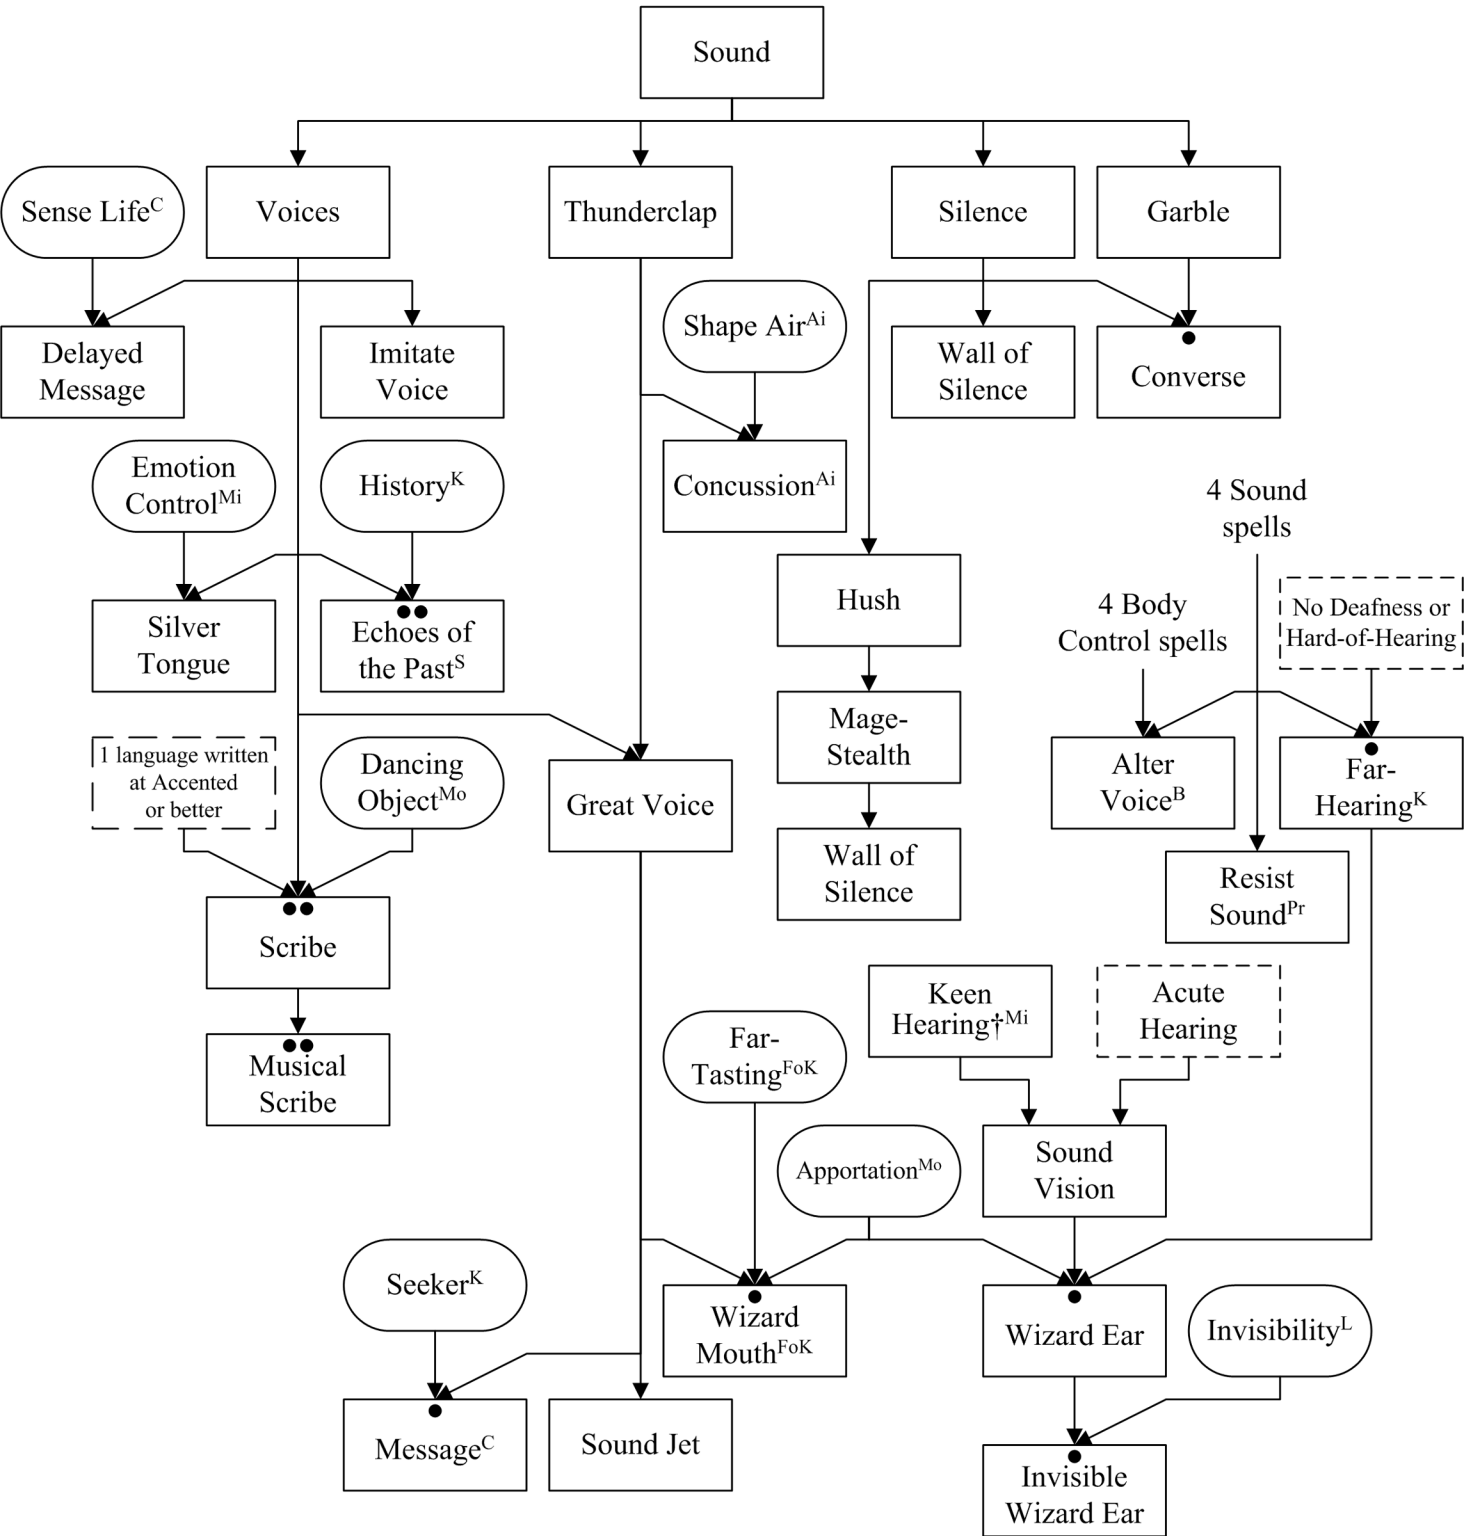 Sound
Sense Life^C
Voices
Thunderclap
Silence
Garble
Delayed
Message
Imitate
Voice
Shape Air^Ai
Wall of
Silence
Converse
Emotion
Control^Mi
History^K
Concussion^Ai
4 Sound
spells
Silver
Tongue
Echoes of
the Past^S
Hush
4 Body
Control spells
No Deafness or
Hard-of-Hearing
1 language written
at Accented
or better
Dancing
Object^Mo
Great Voice
Mage-
Stealth
Alter
Voice^B
Far-
Hearing^K
Wall of
Silence
Resist
Sound^Pr
Scribe
Keen
Hearing†^Mi
Acute
Hearing
Musical
Scribe
Far-
Tasting^FoK
Apportation^Mo
Sound
Vision
Seeker^K
Wizard
Mouth^FoK
Wizard Ear
Invisibility^L
Message^C
Sound Jet
Invisible
Wizard Ear